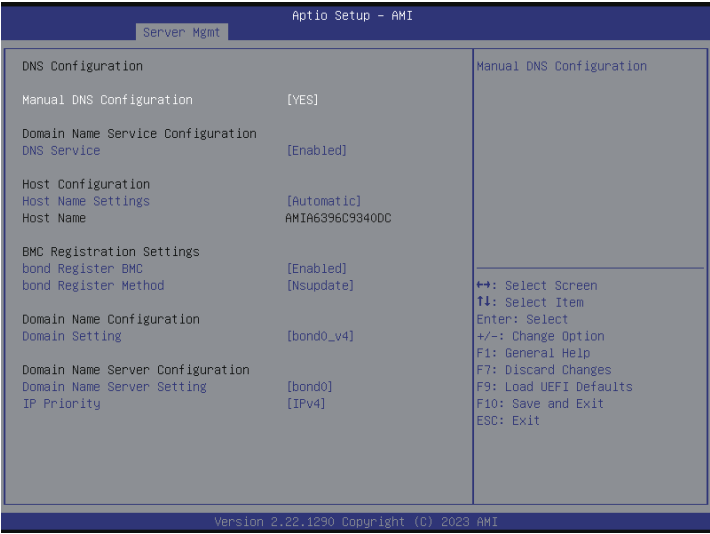 Aptio Setup – AMI
Server Mgmt
DNS Configuration
Manual DNS Configuration [YES]
Domain Name Service Configuration
DNS Service [Enabled]
Host Configuration
Host Name Settings [Automatic]
Host Name AMIA6396C9340DC
BMC Registration Settings
bond Register BMC [Enabled]
bond Register Method [Nsupdate]
Domain Name Configuration
Domain Setting [bond0_v4]
Domain Name Server Configuration
Domain Name Server Setting [bond0]
IP Priority [IPv4]
Manual DNS Configuration
↔: Select Screen
↑↓: Select Item
Enter: Select
+/-: Change Option
F1: General Help
F7: Discard Changes
F9: Load UEFI Defaults
F10: Save and Exit
ESC: Exit
Version 2.22.1290 Copyright (C) 2023 AMI